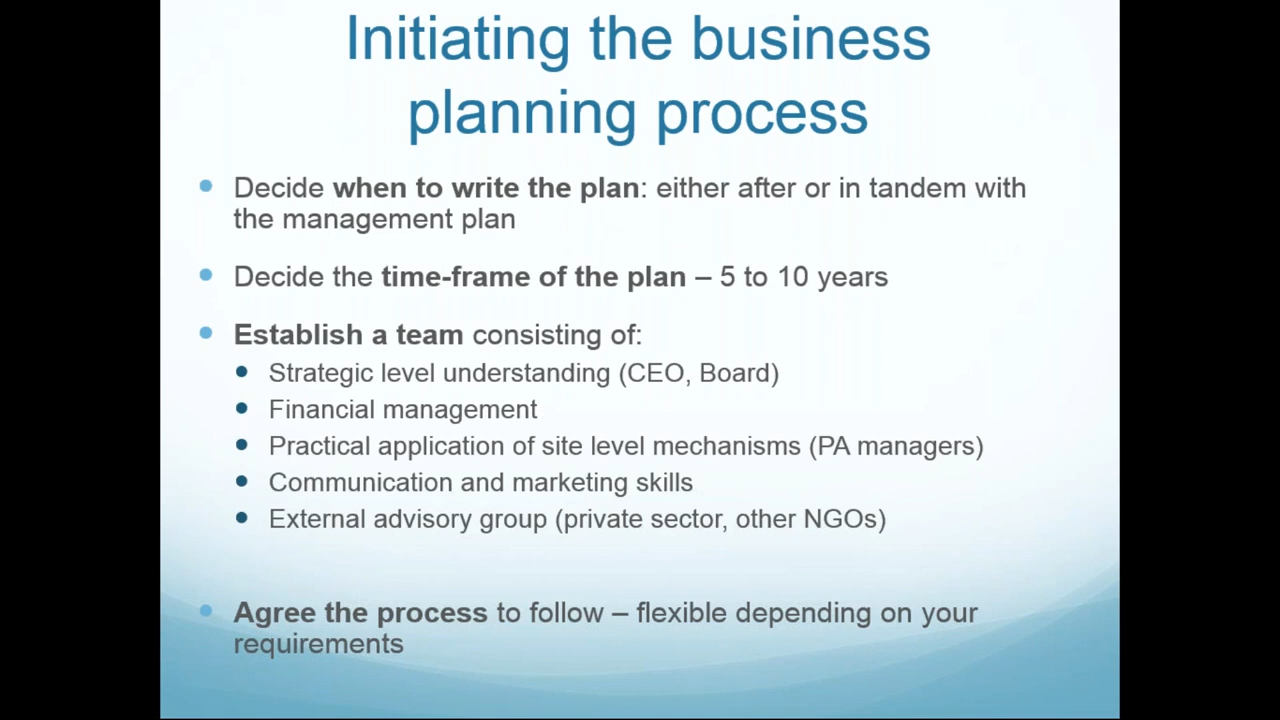 Initiating the business
planning process
• Decide when to write the plan: either after or in tandem with
the management plan
• Decide the time-frame of the plan – 5 to 10 years
• Establish a team consisting of:
• Strategic level understanding (CEO, Board)
• Financial management
• Practical application of site level mechanisms (PA managers)
• Communication and marketing skills
• External advisory group (private sector, other NGOs)
• Agree the process to follow – flexible depending on your
requirements